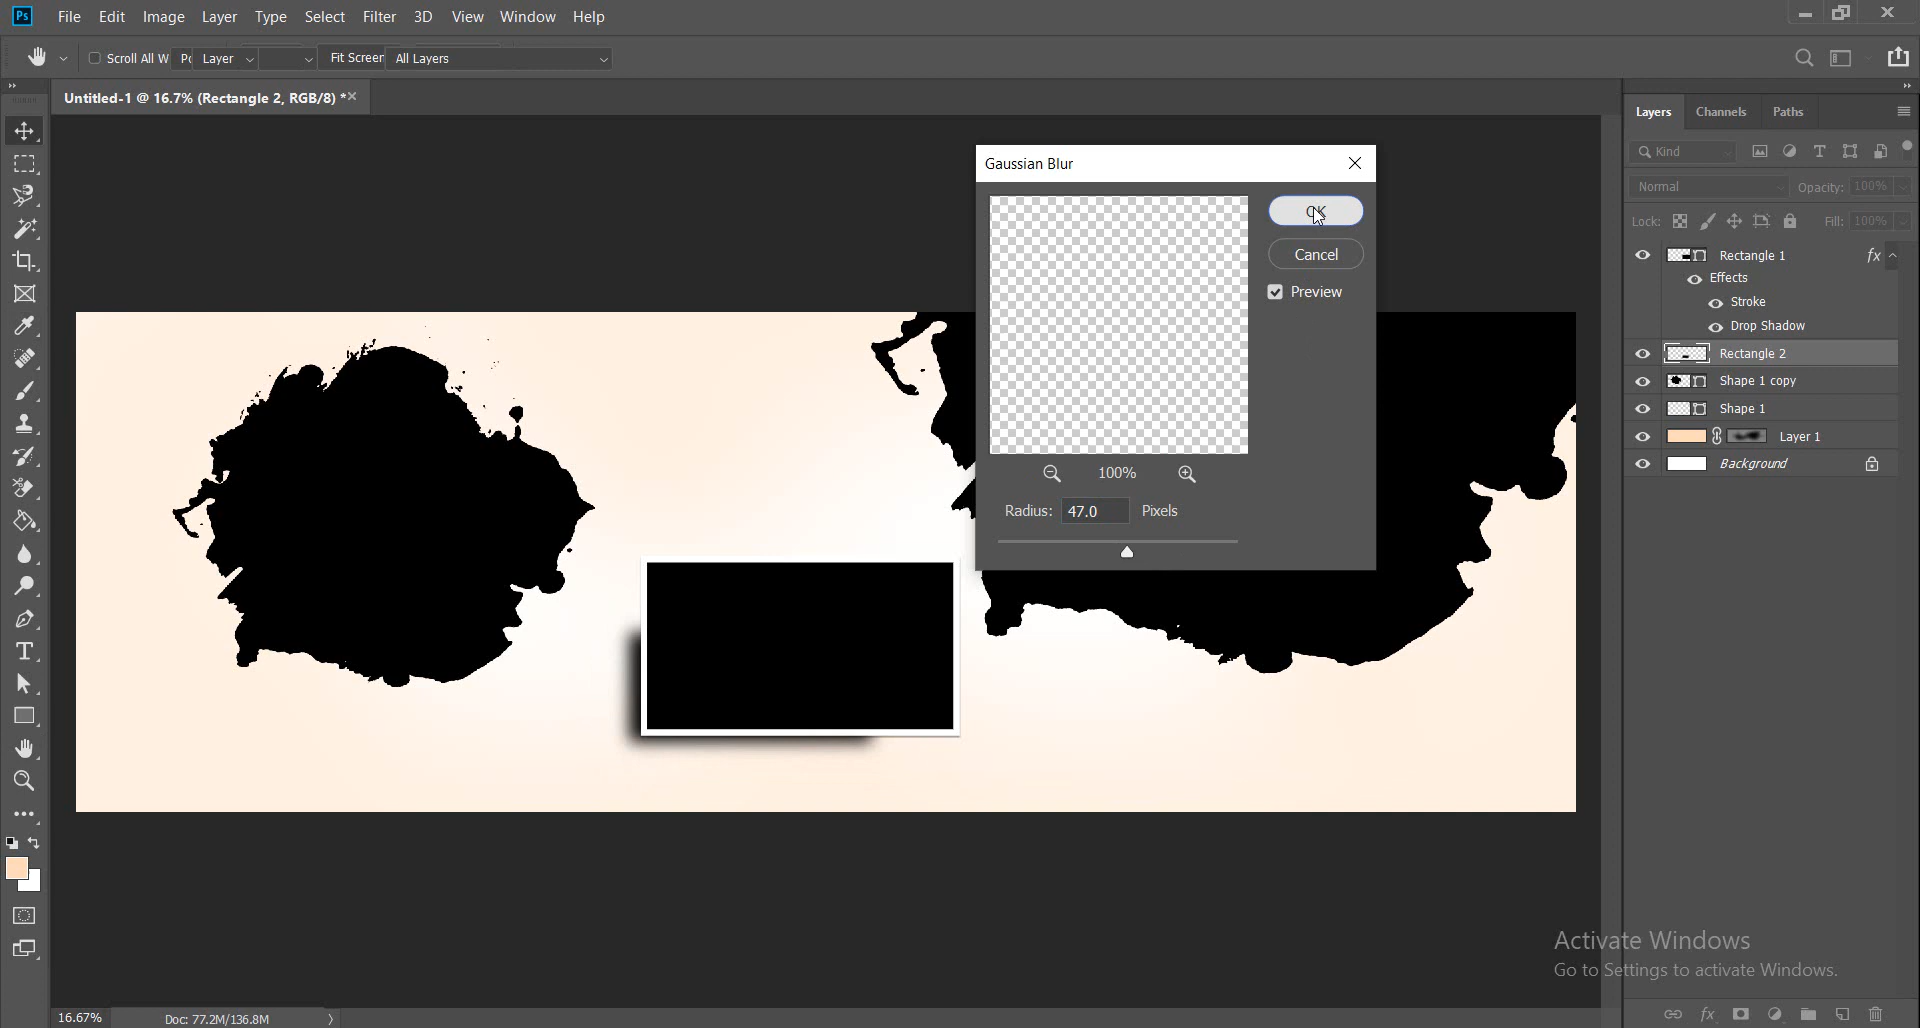 Ps File Edit Image Layer Type Select Filter 3D View Window Help
Scroll All W Layer Fit Screen All Layers
Untitled-1 @ 16.7% (Rectangle 2, RGB/8) *
Layers Channels Paths
Kind
Normal Opacity: 100%
Lock: Fill: 100%
Rectangle 1 fx
Effects
Stroke
Drop Shadow
Rectangle 2
Shape 1 copy
Shape 1
Layer 1
Background
Gaussian Blur
OK
Cancel
Preview
100%
Radius: 47.0 Pixels
Activate Windows
Go to Settings to activate Windows.
16.67% Doc: 77.2M/136.8M
fx